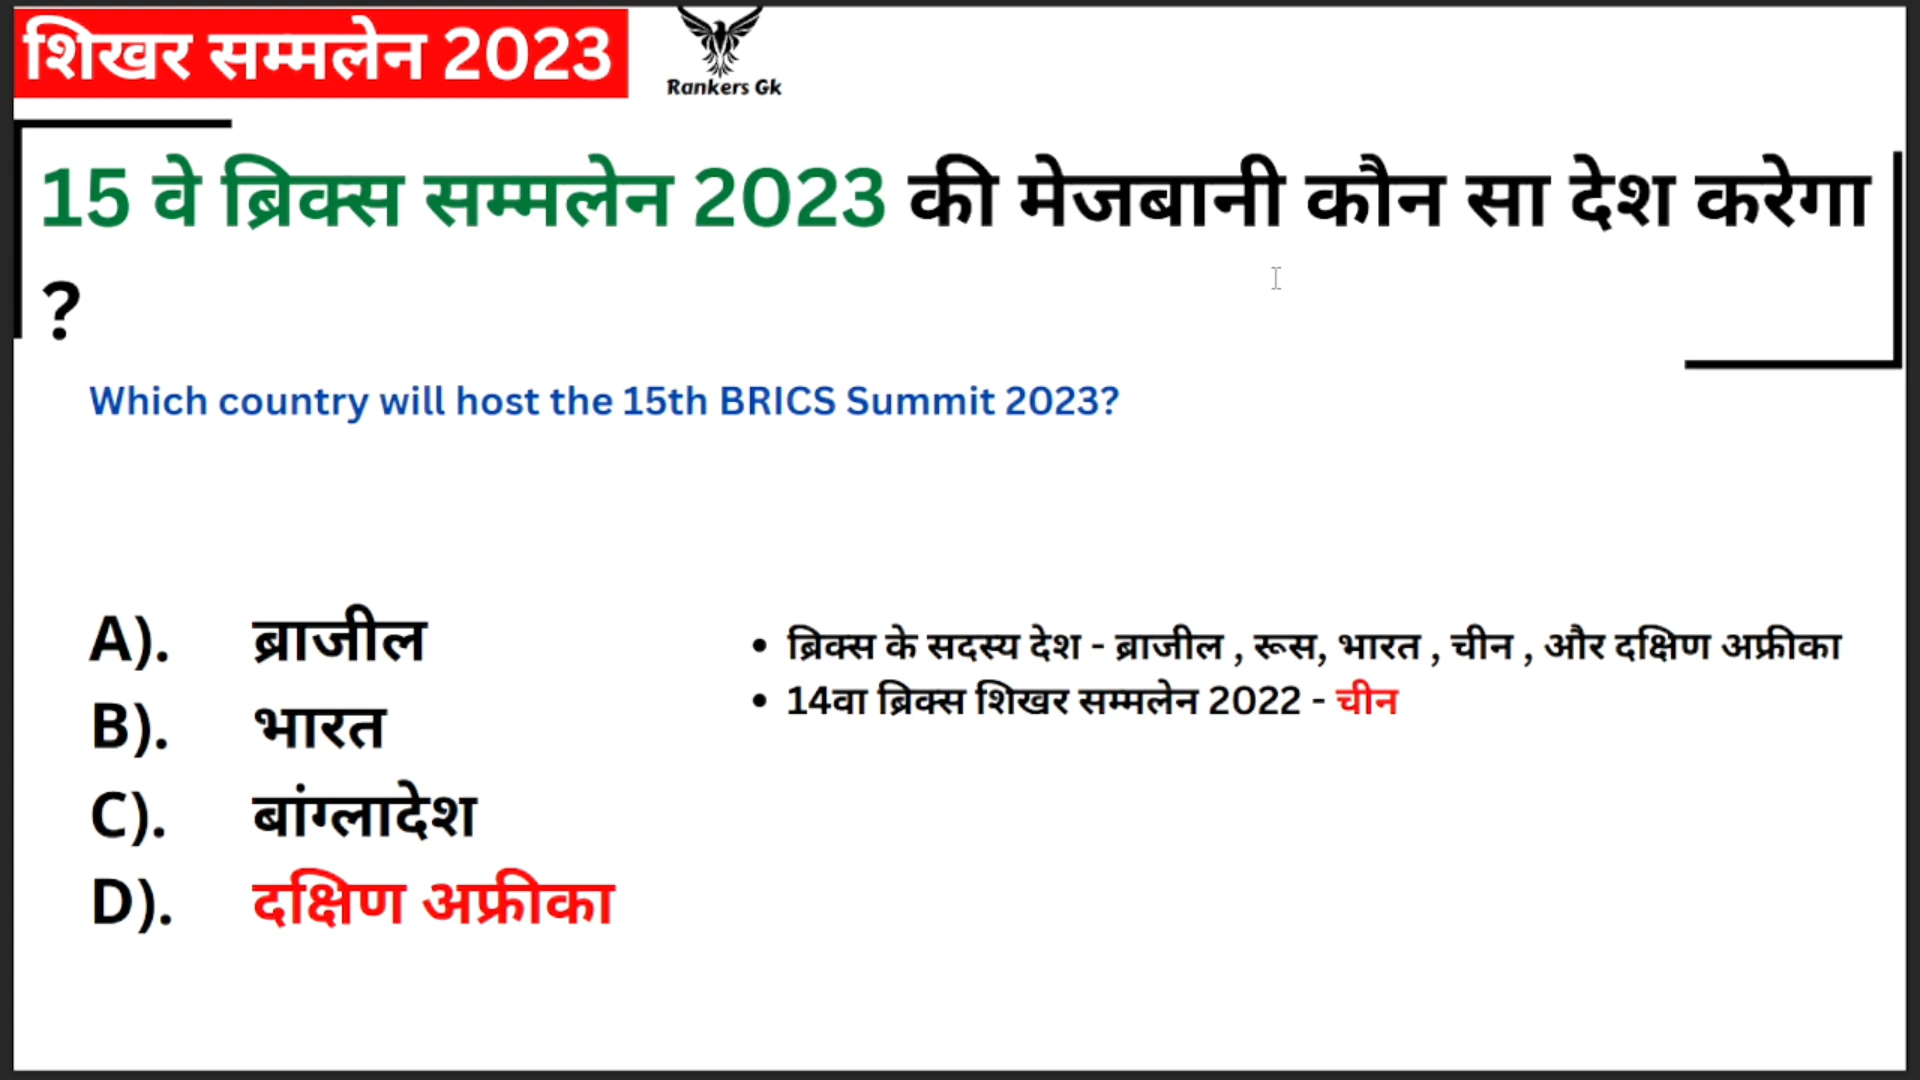 शिखर सम्मलेन 2023
Rankers Gk
15 वे ब्रिक्स सम्मलेन 2023 की मेजबानी कौन सा देश करेगा
?
Which country will host the 15th BRICS Summit 2023?
A). ब्राजील
B). भारत
C). बांग्लादेश
D). दक्षिण अफ्रीका
• ब्रिक्स के सदस्य देश - ब्राजील , रूस, भारत , चीन , और दक्षिण अफ्रीका
• 14वा ब्रिक्स शिखर सम्मलेन 2022 - चीन